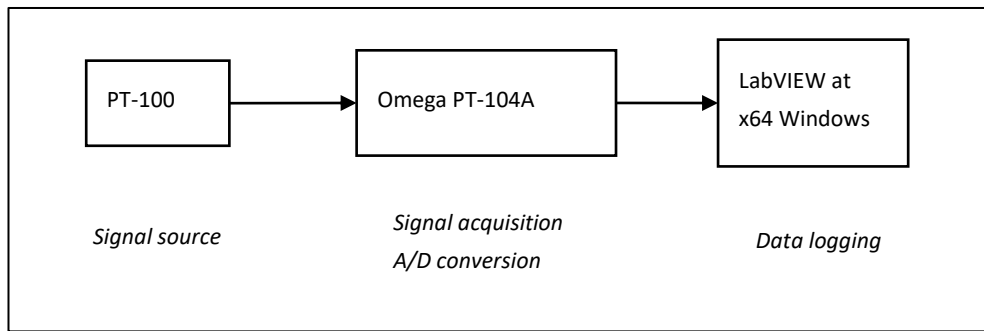 PT-100
Omega PT-104A
LabVIEW at
x64 Windows
Signal source
Signal acquisition
A/D conversion
Data logging